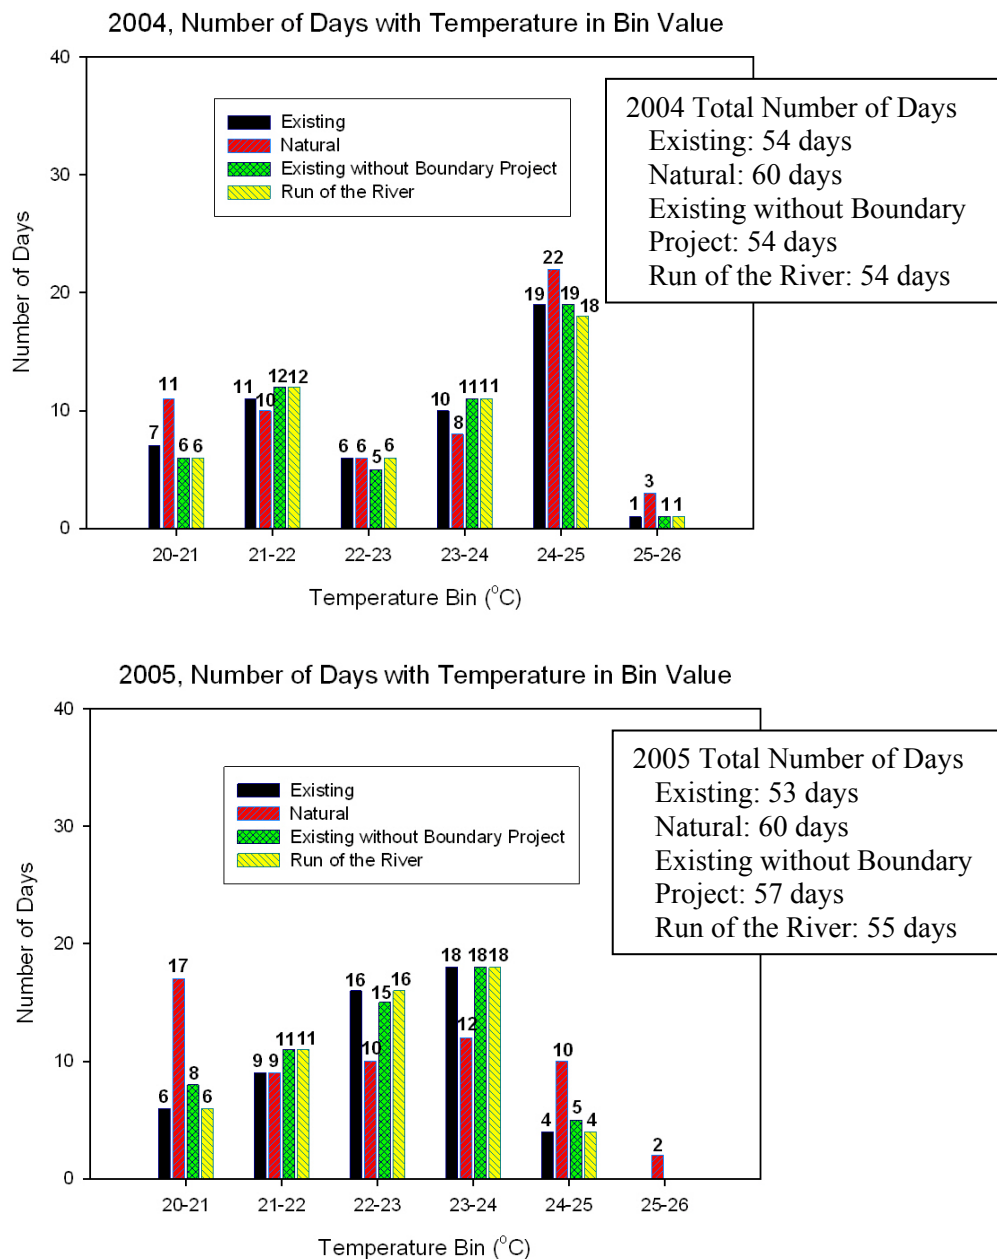 2004, Number of Days with Temperature in Bin Value
40
30
20
10
0
Number of Days
Existing
Natural
Existing without Boundary Project
Run of the River
2004 Total Number of Days
Existing: 54 days
Natural: 60 days
Existing without Boundary
Project: 54 days
Run of the River: 54 days
7 11 6 6
11 10 12 12
6 6 5 6
10 8 11 11
19 22 19 18
1 3 1 1
20-21 21-22 22-23 23-24 24-25 25-26
Temperature Bin (°C)
2005, Number of Days with Temperature in Bin Value
40
30
20
10
0
Number of Days
Existing
Natural
Existing without Boundary Project
Run of the River
2005 Total Number of Days
Existing: 53 days
Natural: 60 days
Existing without Boundary
Project: 57 days
Run of the River: 55 days
6 17 8 6
9 9 11 11
16 10 15 16
18 12 18 18
4 10 5 4
2
20-21 21-22 22-23 23-24 24-25 25-26
Temperature Bin (°C)